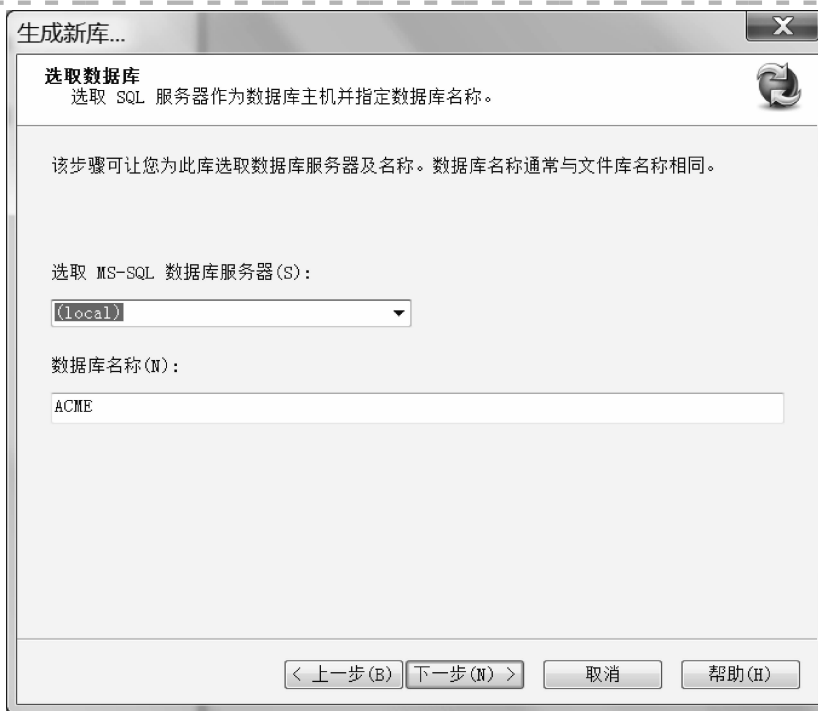 生成新库...
选取数据库
选取 SQL 服务器作为数据库主机并指定数据库名称。
该步骤可让您为此库选取数据库服务器及名称。数据库名称通常与文件库名称相同。
选取 MS-SQL 数据库服务器(S):
(local)
数据库名称(N):
ACME
< 上一步(B) 下一步(N) > 取消 帮助(H)